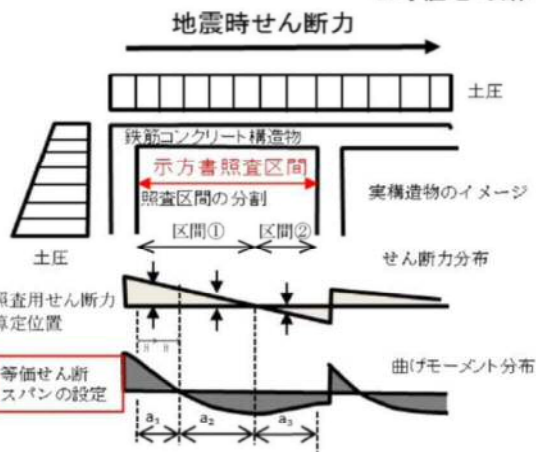 地震時せん断力
土圧
鉄筋コンクリート構造物
示方書照査区間
照査区間の分割
実構造物のイメージ
区間①
区間②
土圧
せん断力分布
照査用せん断力
算定位置
H
H
等価せん断
スパンの設定
曲げモーメント分布
a₁
a₂
a₃